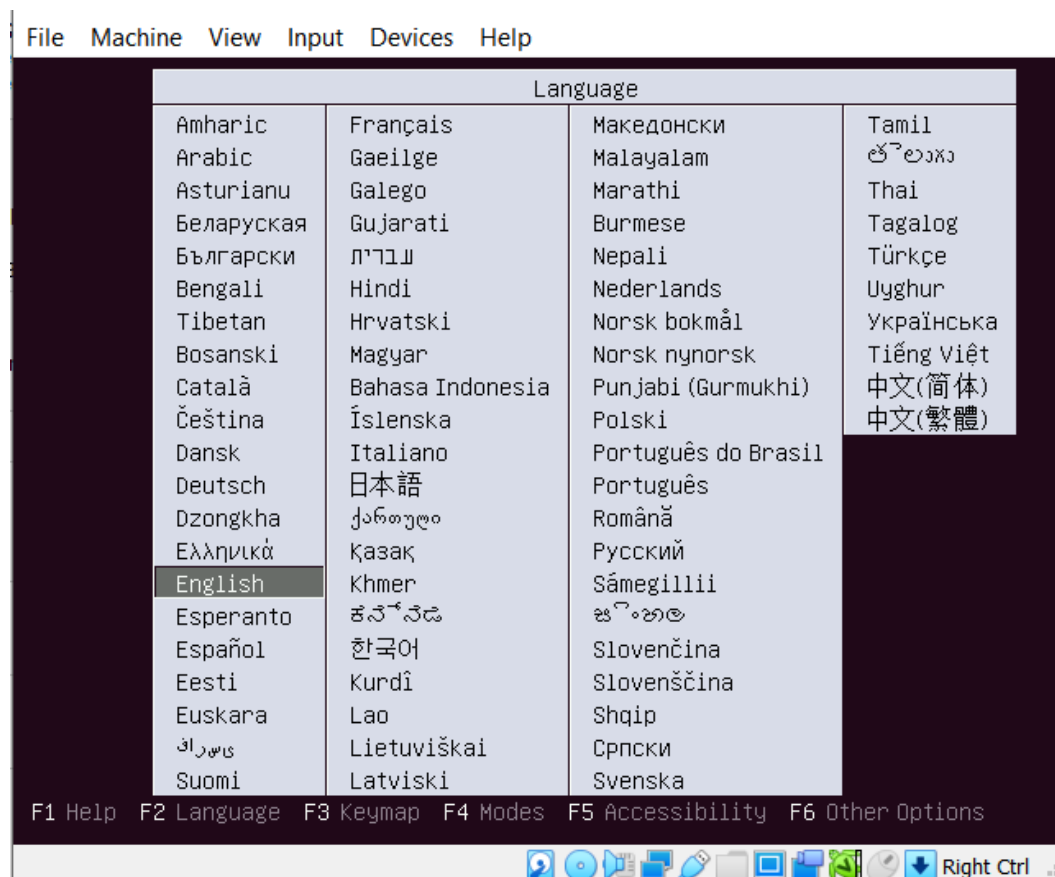 File Machine View Input Devices Help
Language
Amharic
Arabic
Asturianu
Беларуская
Български
Bengali
Tibetan
Bosanski
Català
Čeština
Dansk
Deutsch
Dzongkha
Ελληνικά
English
Esperanto
Español
Eesti
Euskara
ﻰﺳﺭﺎﻓ
Suomi
Français
Gaeilge
Galego
Gujarati
תירבע
Hindi
Hrvatski
Magyar
Bahasa Indonesia
Íslenska
Italiano
日本語
ქართული
Қазақ
Khmer
ಕನ್ನಡ
한국어
Kurdî
Lao
Lietuviškai
Latviski
Македонски
Malayalam
Marathi
Burmese
Nepali
Nederlands
Norsk bokmål
Norsk nynorsk
Punjabi (Gurmukhi)
Polski
Português do Brasil
Português
Română
Русский
Sámegillii
සිංහල
Slovenčina
Slovenščina
Shqip
Српски
Svenska
Tamil
తెలుగు
Thai
Tagalog
Türkçe
Uyghur
Українська
Tiếng Việt
中文(简体)
中文(繁體)
F1 Help F2 Language F3 Keymap F4 Modes F5 Accessibility F6 Other Options
Right Ctrl